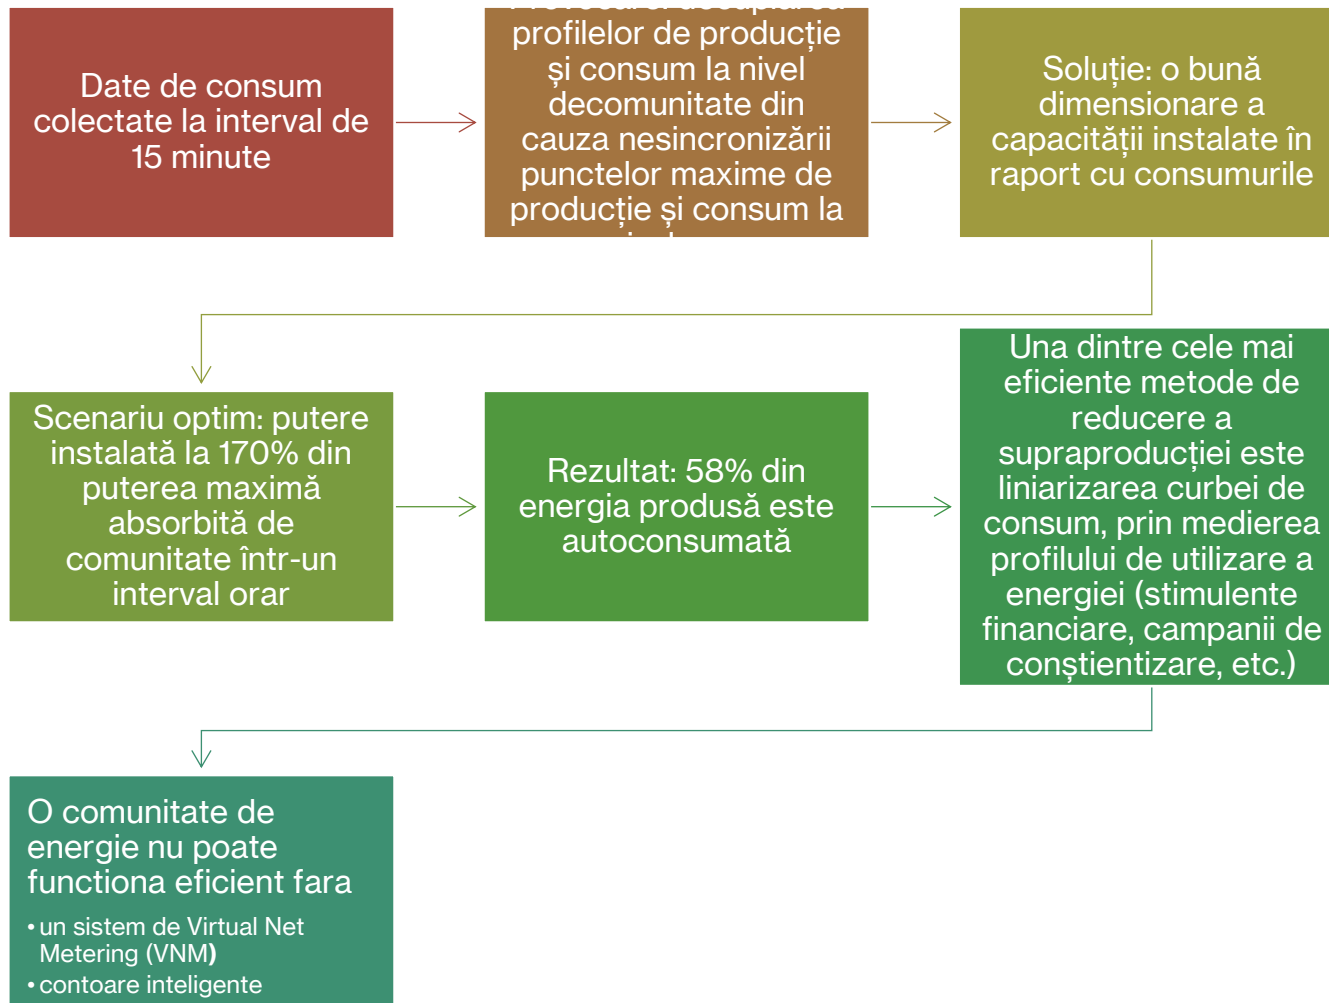 Date de consum
colectate la interval de
15 minute
profilelor de producție
și consum la nivel
decomunitate din
cauza nesincronizării
punctelor maxime de
producție și consum la
Soluție: o bună
dimensionare a
capacității instalate în
raport cu consumurile
Scenariu optim: putere
instalată la 170% din
puterea maximă
absorbită de
comunitate într-un
interval orar
Rezultat: 58% din
energia produsă este
autoconsumată
Una dintre cele mai
eficiente metode de
reducere a
supraproducției este
liniarizarea curbei de
consum, prin medierea
profilului de utilizare a
energiei (stimulente
financiare, campanii de
conștientizare, etc.)
O comunitate de
energie nu poate
functiona eficient fara
• un sistem de Virtual Net
Metering (VNM)
• contoare inteligente